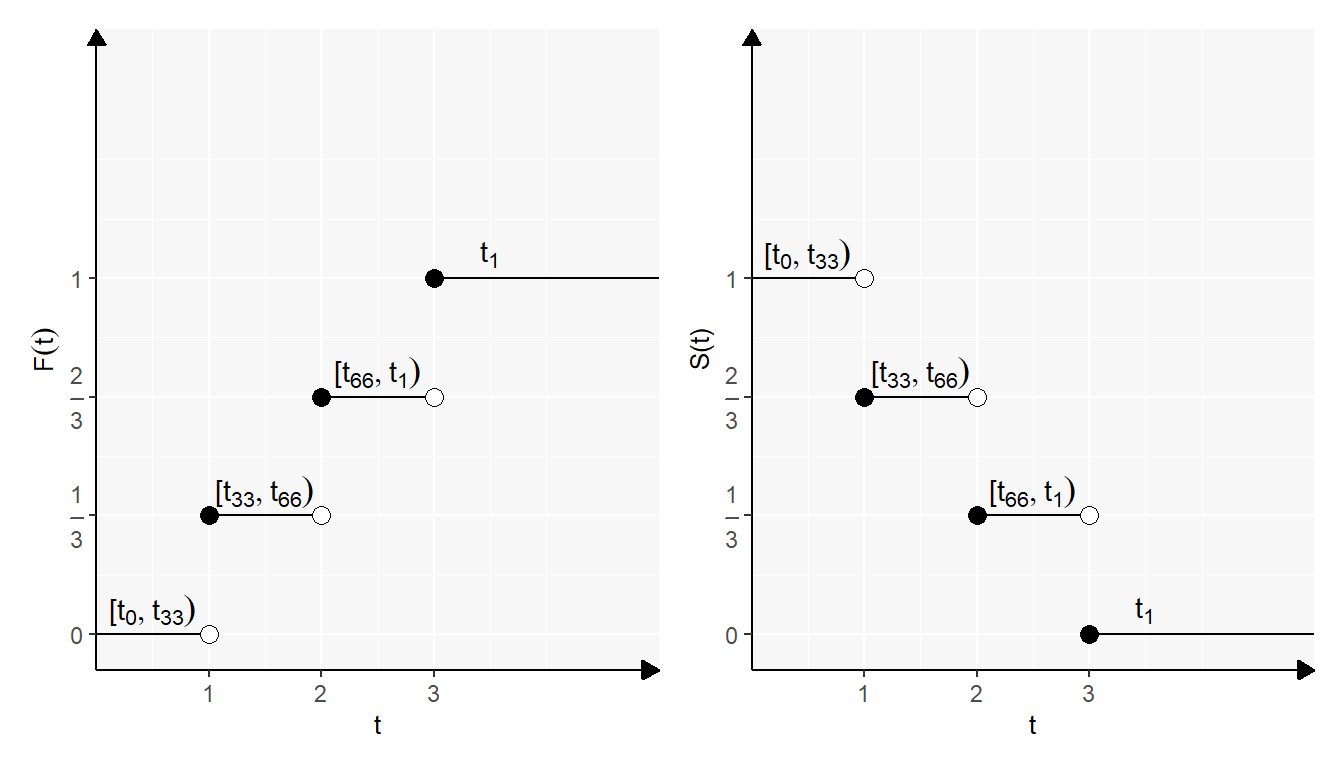 F(t)
1
2
—
3
1
—
3
0
t₁
[t₆₆, t₁)
[t₃₃, t₆₆)
[t₀, t₃₃)
1 2 3
t
S(t)
1
2
—
3
1
—
3
0
[t₀, t₃₃)
[t₃₃, t₆₆)
[t₆₆, t₁)
t₁
1 2 3
t